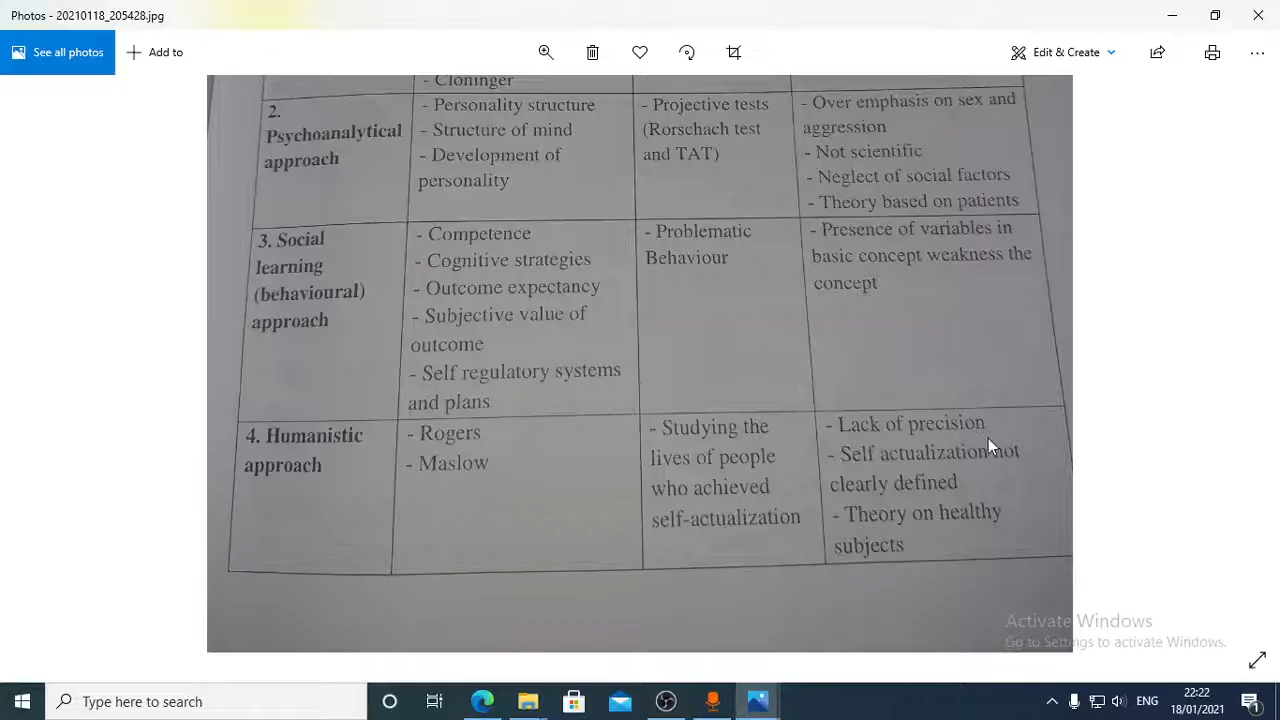 Photos - 20210118_205428.jpg
See all photos
Add to
Edit & Create
- Cloninger
2.
Psychoanalytical
approach
- Personality structure
- Structure of mind
- Development of
personality
- Projective tests
(Rorschach test
and TAT)
- Over emphasis on sex and
aggression
- Not scientific
- Neglect of social factors
- Theory based on patients
3. Social
learning
(behavioural)
approach
- Competence
- Cognitive strategies
- Outcome expectancy
- Subjective value of
outcome
- Self regulatory systems
and plans
- Problematic
Behaviour
- Presence of variables in
basic concept weakness the
concept
4. Humanistic
approach
- Rogers
- Maslow
- Studying the
lives of people
who achieved
self-actualization
- Lack of precision
- Self actualization not
clearly defined
- Theory on healthy
subjects
Activate Windows
Go to Settings to activate Windows.
Type here to search
ENG
22:22
18/01/2021
1